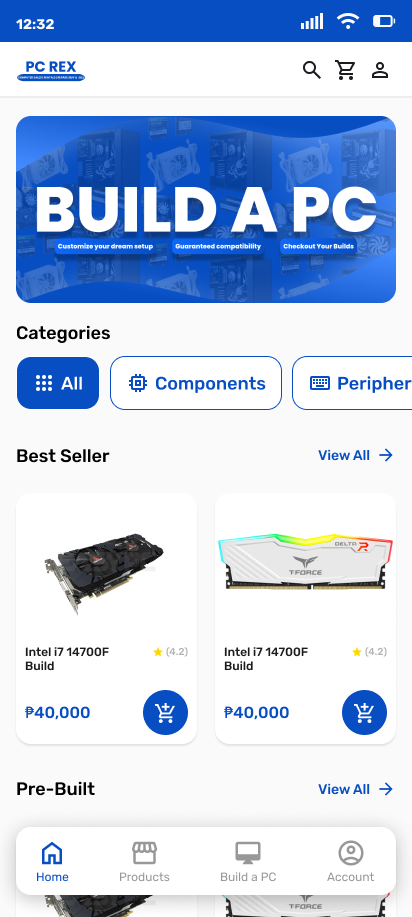 12:32
PC REX
BUILD A PC
Customize your dream setup Guaranteed compatibility Checkout Your Builds
Categories
All Components Peripher
Best Seller View All
DELTA R
T-FORCE
Intel i7 14700F
Build
(4.2)
₱40,000
Intel i7 14700F
Build
(4.2)
₱40,000
Pre-Built View All
Home Products Build a PC Account